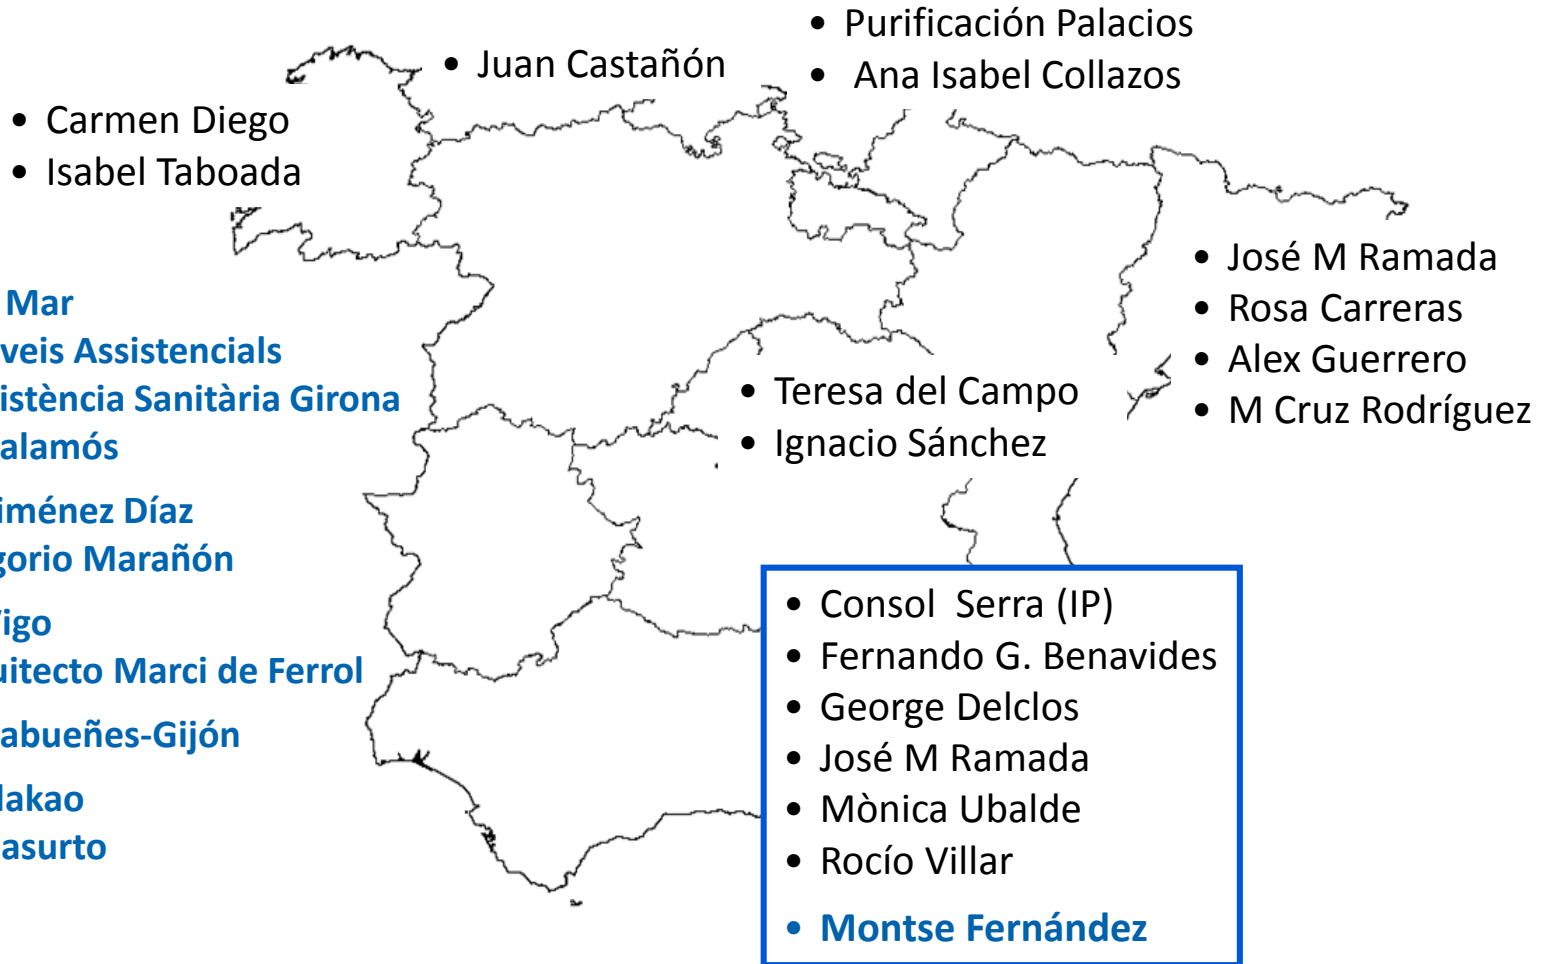 • Purificación Palacios
• Ana Isabel Collazos
• Juan Castañón
• Carmen Diego
• Isabel Taboada
• José M Ramada
• Rosa Carreras
• Alex Guerrero
• M Cruz Rodríguez
• Teresa del Campo
• Ignacio Sánchez
Mar
veis Assistencials
istència Sanitària Girona
alamós
iménez Díaz
gorio Marañón
Vigo
uitecto Marci de Ferrol
abueñes-Gijón
lakao
asurto
• Consol Serra (IP)
• Fernando G. Benavides
• George Delclos
• José M Ramada
• Mònica Ubalde
• Rocío Villar
• Montse Fernández